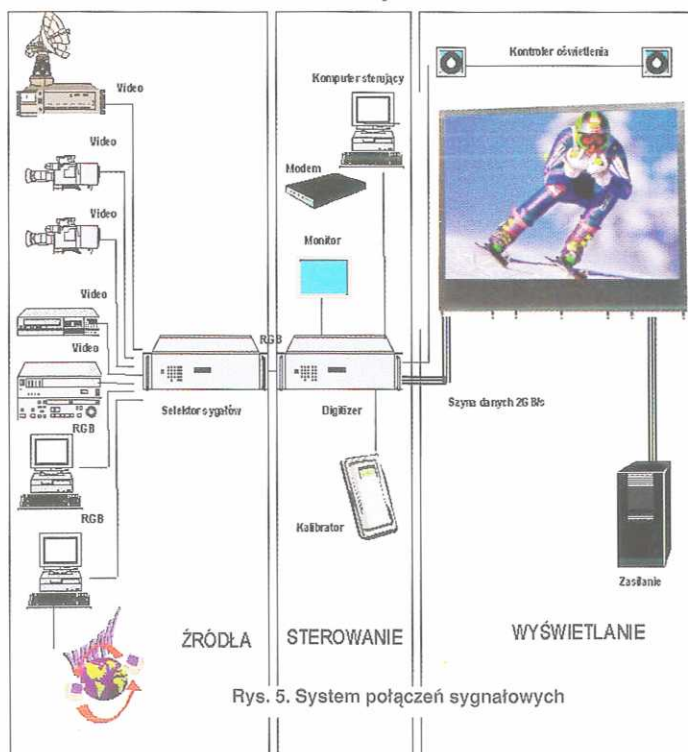 Video
Video
Video
Video
Video
RGB
RGB
Selektor sygałów
RGB
Komputer sterujący
Modem
Monitor
Digitizer
Kalibrator
Kontroler oświetlenia
Szyna danych 2GB/s
Zasilanie
ŹRÓDŁA
STEROWANIE
WYŚWIETLANIE
Rys. 5. System połączeń sygnałowych